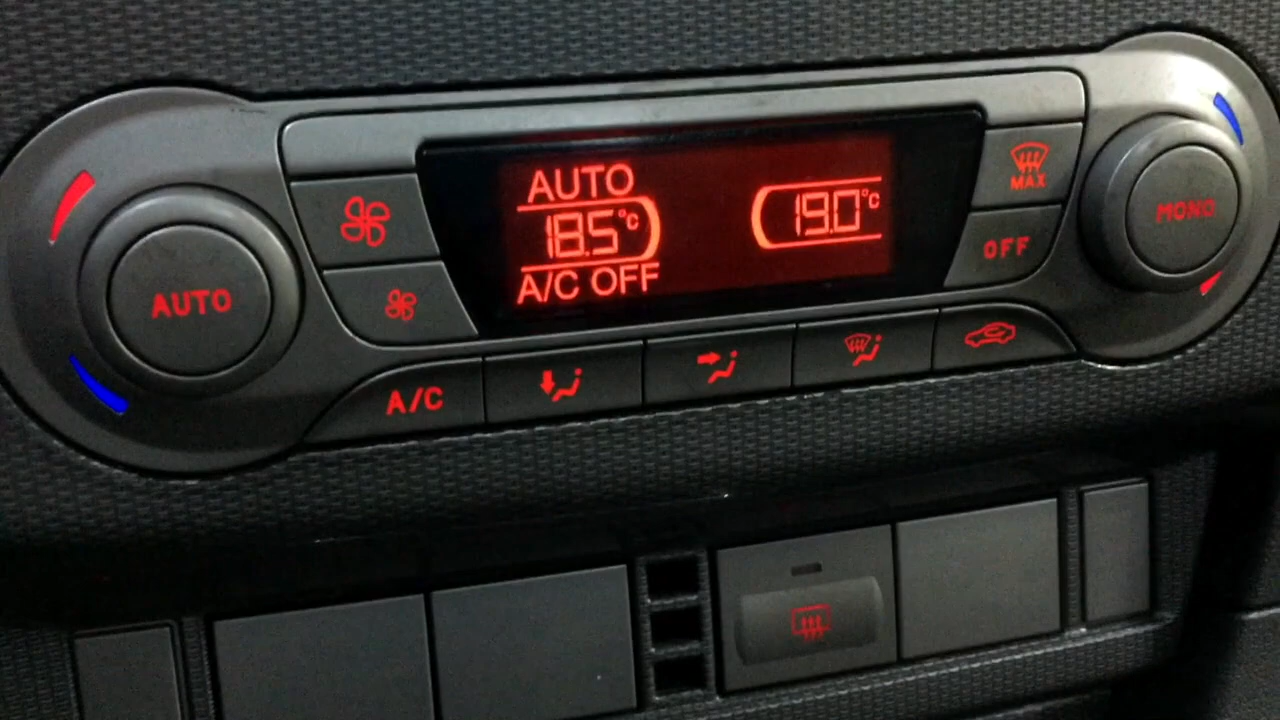 AUTO
18.5°C
A/C OFF
19.0°C
MAX
OFF
MONO
AUTO
A/C